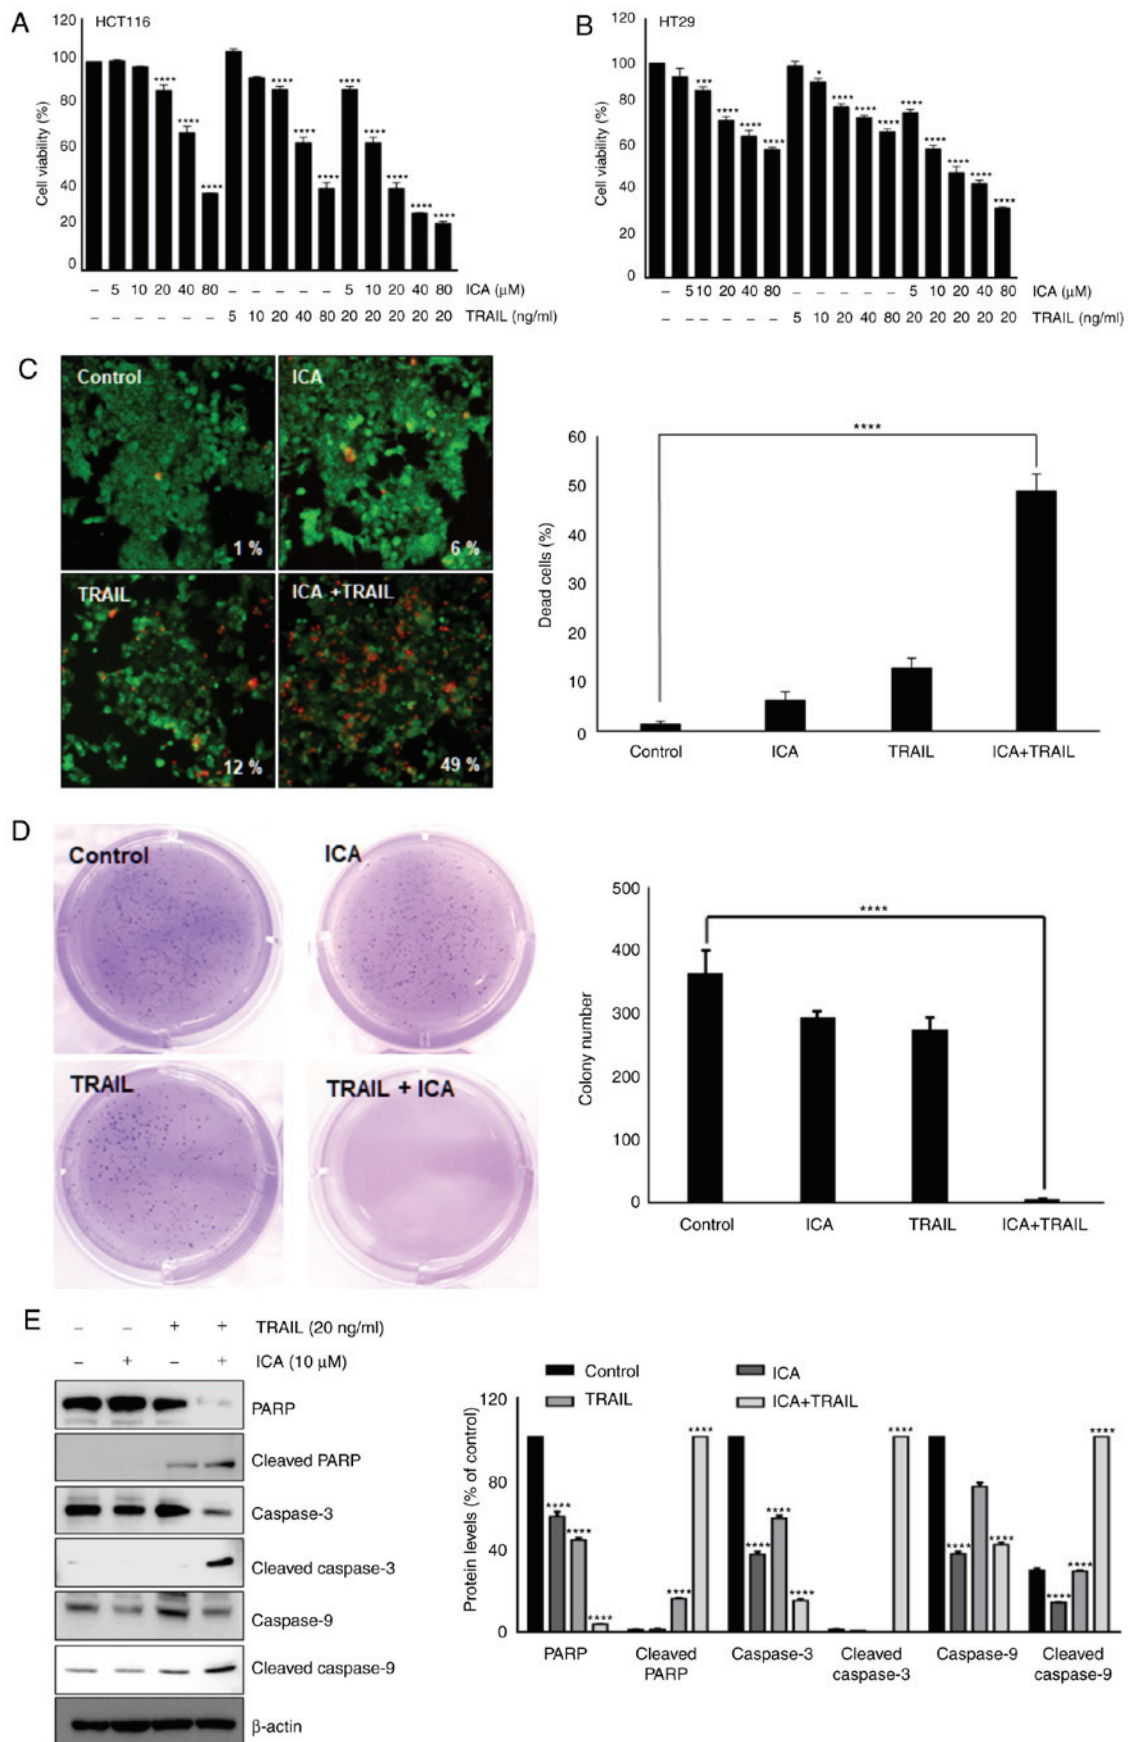 A
HCT116
120
100
80
60
40
20
0
Cell viability (%)
**** **** **** **** **** **** **** **** **** **** ****
– 5 10 20 40 80 – – – – – 5 10 20 40 80 ICA (μM)
– – – – – – 5 10 20 40 80 20 20 20 20 20 TRAIL (ng/ml)
B
HT29
120
100
80
60
40
20
0
Cell viability (%)
*** **** **** **** * **** **** **** **** **** **** **** ****
– 5 10 20 40 80 – – – – – 5 10 20 40 80 ICA (μM)
– – – – – – 5 10 20 40 80 20 20 20 20 20 TRAIL (ng/ml)
C
Control
1 %
ICA
6 %
TRAIL
12 %
ICA +TRAIL
49 %
60
50
40
30
20
10
0
Dead cells (%)
****
Control ICA TRAIL ICA+TRAIL
D
Control
ICA
TRAIL
TRAIL + ICA
500
400
300
200
100
0
Colony number
****
Control ICA TRAIL ICA+TRAIL
E
– – + + TRAIL (20 ng/ml)
– + – + ICA (10 μM)
PARP
Cleaved PARP
Caspase-3
Cleaved caspase-3
Caspase-9
Cleaved caspase-9
β-actin
Control
ICA
TRAIL
ICA+TRAIL
120
80
40
0
Protein levels (% of control)
**** **** **** **** **** **** **** **** **** **** **** **** **** ****
PARP
Cleaved PARP
Caspase-3
Cleaved caspase-3
Caspase-9
Cleaved caspase-9